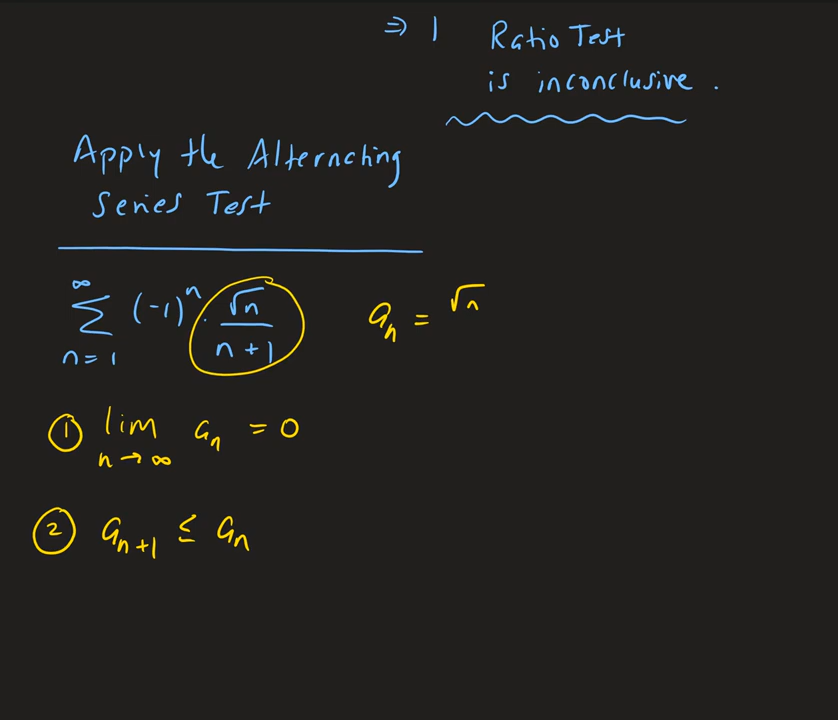 ⇒ 1 Ratio Test
is inconclusive.
Apply the Alternating
Series Test
∞
∑ (-1)^n · √n / (n + 1)    a_n = √n
n = 1
① lim a_n = 0
n → ∞
② a_{n+1} ≤ a_n